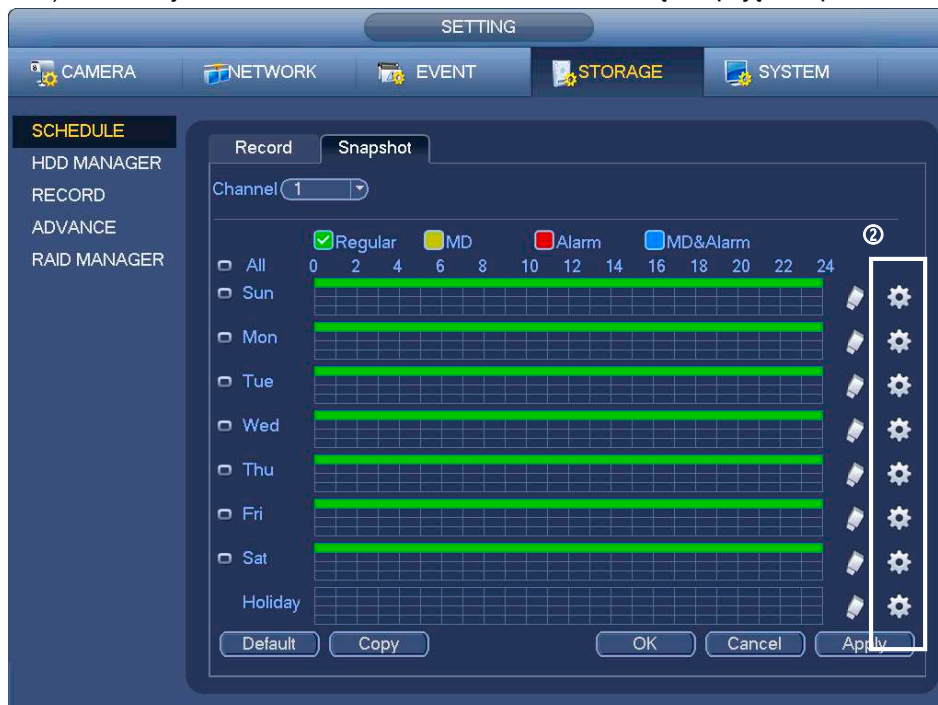 SETTING
CAMERA NETWORK EVENT STORAGE SYSTEM
SCHEDULE
HDD MANAGER
RECORD
ADVANCE
RAID MANAGER
Record Snapshot
Channel 1
Regular MD Alarm MD&Alarm
②
All 0 2 4 6 8 10 12 14 16 18 20 22 24
Sun
Mon
Tue
Wed
Thu
Fri
Sat
Holiday
Default Copy OK Cancel Apply